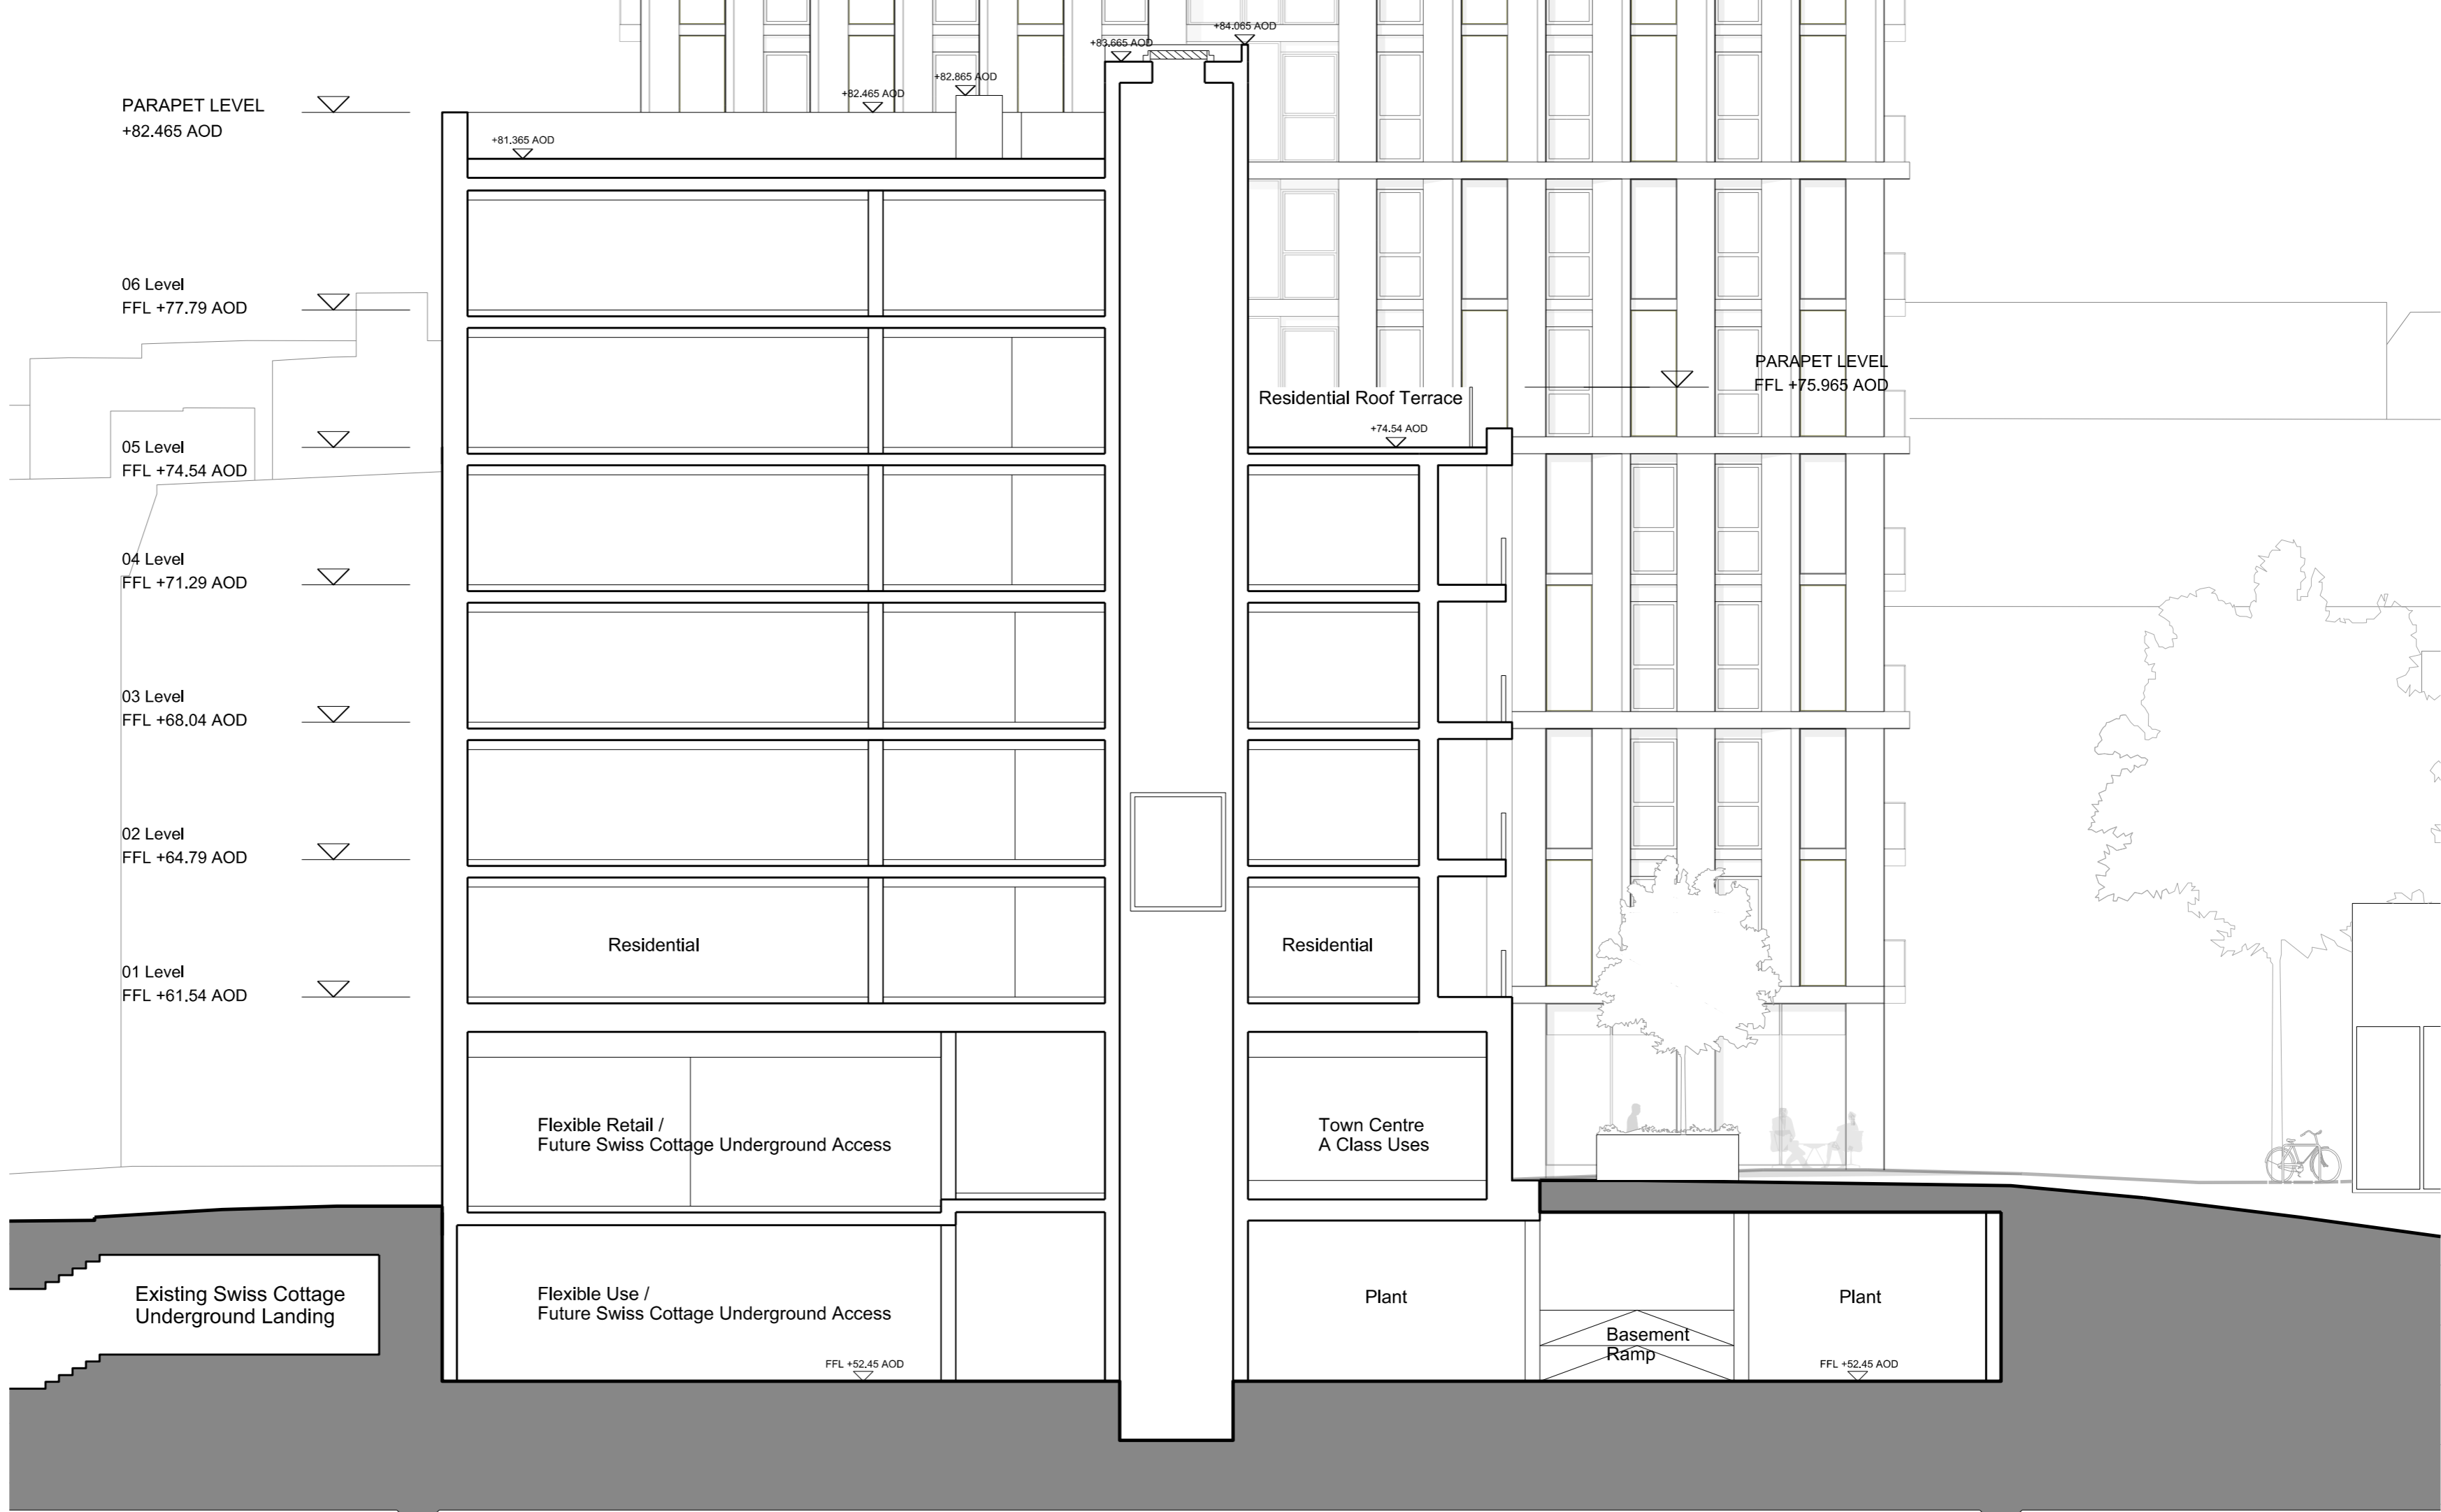 +84.065 AOD
+83.665 AOD
+82.865 AOD
+82.465 AOD
PARAPET LEVEL
+82.465 AOD
+81.365 AOD
06 Level
FFL +77.79 AOD
PARAPET LEVEL
FFL +75.965 AOD
Residential Roof Terrace
+74.54 AOD
05 Level
FFL +74.54 AOD
04 Level
FFL +71.29 AOD
03 Level
FFL +68.04 AOD
02 Level
FFL +64.79 AOD
Residential
Residential
01 Level
FFL +61.54 AOD
Flexible Retail /
Future Swiss Cottage Underground Access
Town Centre
A Class Uses
Existing Swiss Cottage
Underground Landing
Flexible Use /
Future Swiss Cottage Underground Access
Plant
Plant
Basement
Ramp
FFL +52.45 AOD
FFL +52.45 AOD